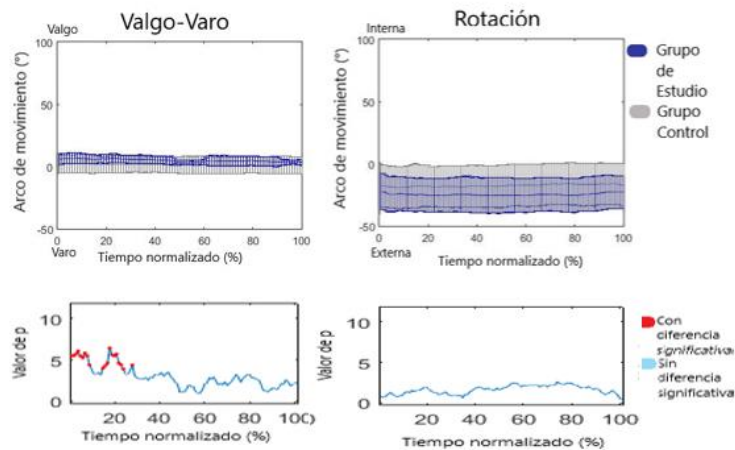 Valgo-Varo
Valgo
100
50
0
-50
Arco de movimiento (°)
0 20 40 60 80 100
Varo
Tiempo normalizado (%)
Rotación
Interna
100
50
0
-50
Arco de movimiento (°)
0 20 40 60 80 100
Externa
Tiempo normalizado (%)
Grupo
de
Estudio
Grupo
Control
10
5
0
Valor de p
20 40 60 80 100
Tiempo normalizado (%)
10
5
0
Valor de p
0 20 40 60 80 100
Tiempo normalizado (%)
Con
diferencia
significativa
Sin
diferencia
significativa